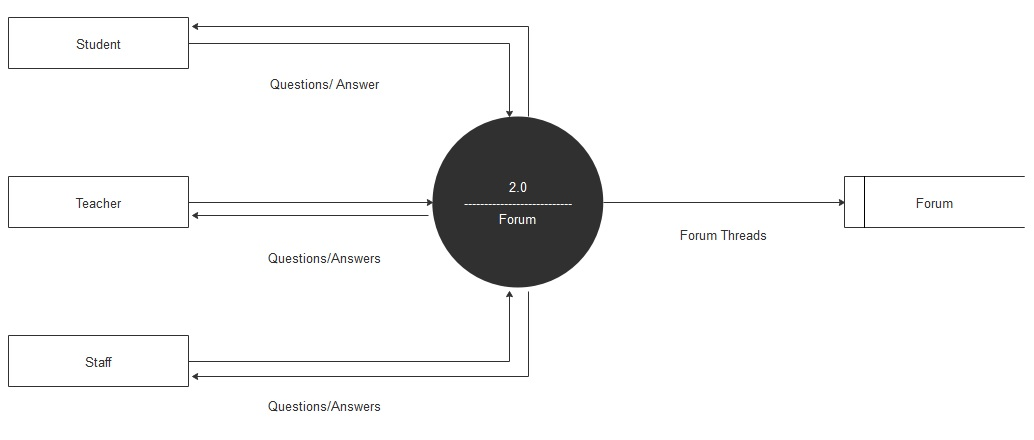 Student
Questions/ Answer
Teacher
2.0
Forum
Forum
Forum Threads
Questions/Answers
Staff
Questions/Answers